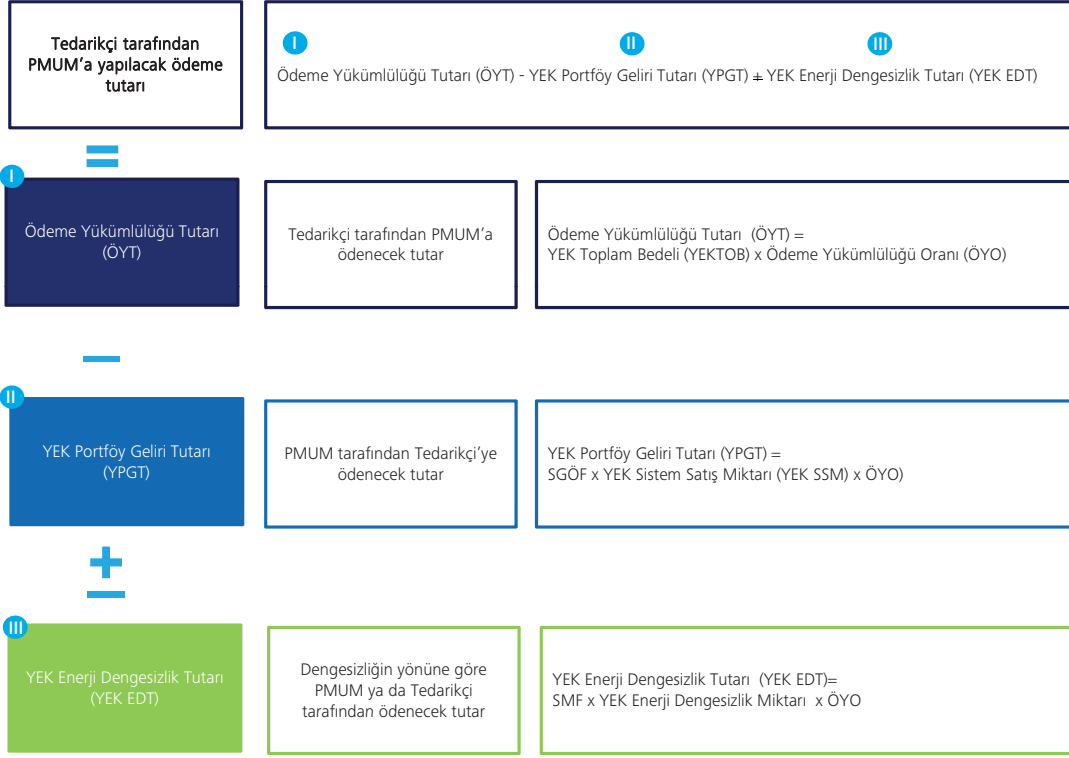 Tedarikçi tarafından
PMUM'a yapılacak ödeme
tutarı
I
II
III
Ödeme Yükümlülüğü Tutarı (ÖYT) - YEK Portföy Geliri Tutarı (YPGT) ± YEK Enerji Dengesizlik Tutarı (YEK EDT)
=
I
Ödeme Yükümlülüğü Tutarı
(ÖYT)
Tedarikçi tarafından PMUM'a
ödenecek tutar
Ödeme Yükümlülüğü Tutarı (ÖYT) =
YEK Toplam Bedeli (YEKTOB) x Ödeme Yükümlülüğü Oranı (ÖYO)
–
II
YEK Portföy Geliri Tutarı
(YPGT)
PMUM tarafından Tedarikçi'ye
ödenecek tutar
YEK Portföy Geliri Tutarı (YPGT) =
SGÖF x YEK Sistem Satış Miktarı (YEK SSM) x ÖYO)
±
III
YEK Enerji Dengesizlik Tutarı
(YEK EDT)
Dengesizliğin yönüne göre
PMUM ya da Tedarikçi
tarafından ödenecek tutar
YEK Enerji Dengesizlik Tutarı (YEK EDT)=
SMF x YEK Enerji Dengesizlik Miktarı x ÖYO